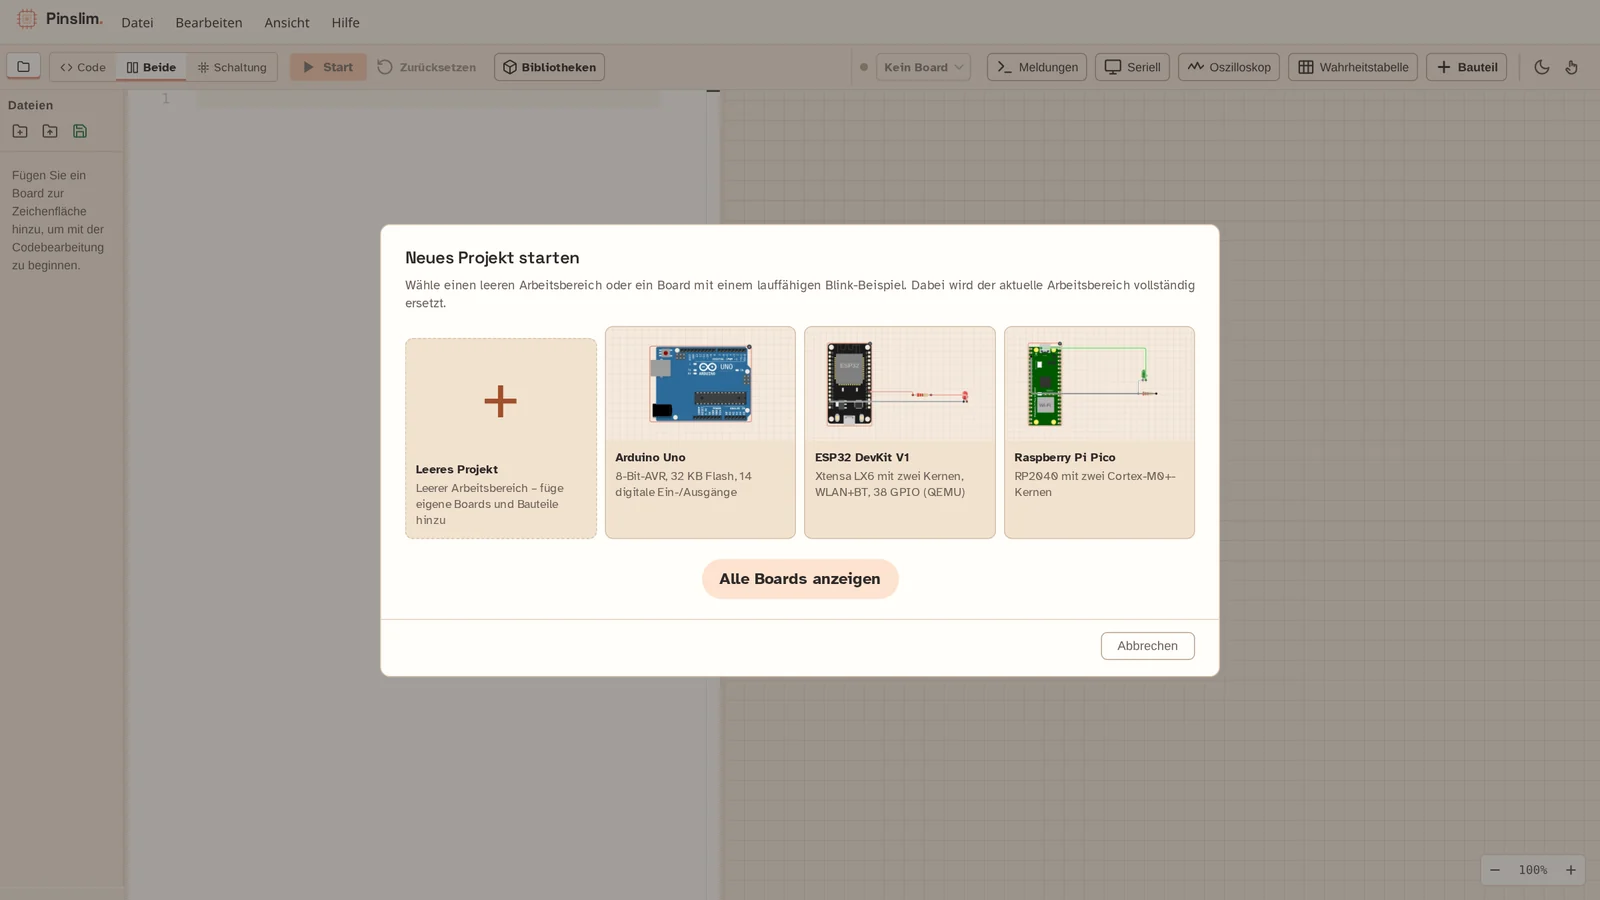 Pinslim.
Datei
Bearbeiten
Ansicht
Hilfe
Code
Beide
Schaltung
Start
Zurücksetzen
Bibliotheken
Kein Board
Meldungen
Seriell
Oszilloskop
Wahrheitstabelle
Bauteil
Dateien
Fügen Sie ein
Board zur
Zeichenfläche
hinzu, um mit der
Codebearbeitung
zu beginnen.
1
Neues Projekt starten
Wähle einen leeren Arbeitsbereich oder ein Board mit einem lauffähigen Blink-Beispiel. Dabei wird der aktuelle Arbeitsbereich vollständig
ersetzt.
Leeres Projekt
Leerer Arbeitsbereich – füge
eigene Boards und Bauteile
hinzu
UNO
ARDUINO
Arduino Uno
8-Bit-AVR, 32 KB Flash, 14
digitale Ein-/Ausgänge
ESP32
ESP32 DevKit V1
Xtensa LX6 mit zwei Kernen,
WLAN+BT, 38 GPIO (QEMU)
Raspberry Pi Pico
RP2040 mit zwei Cortex-M0+-
Kernen
Alle Boards anzeigen
Abbrechen
100%